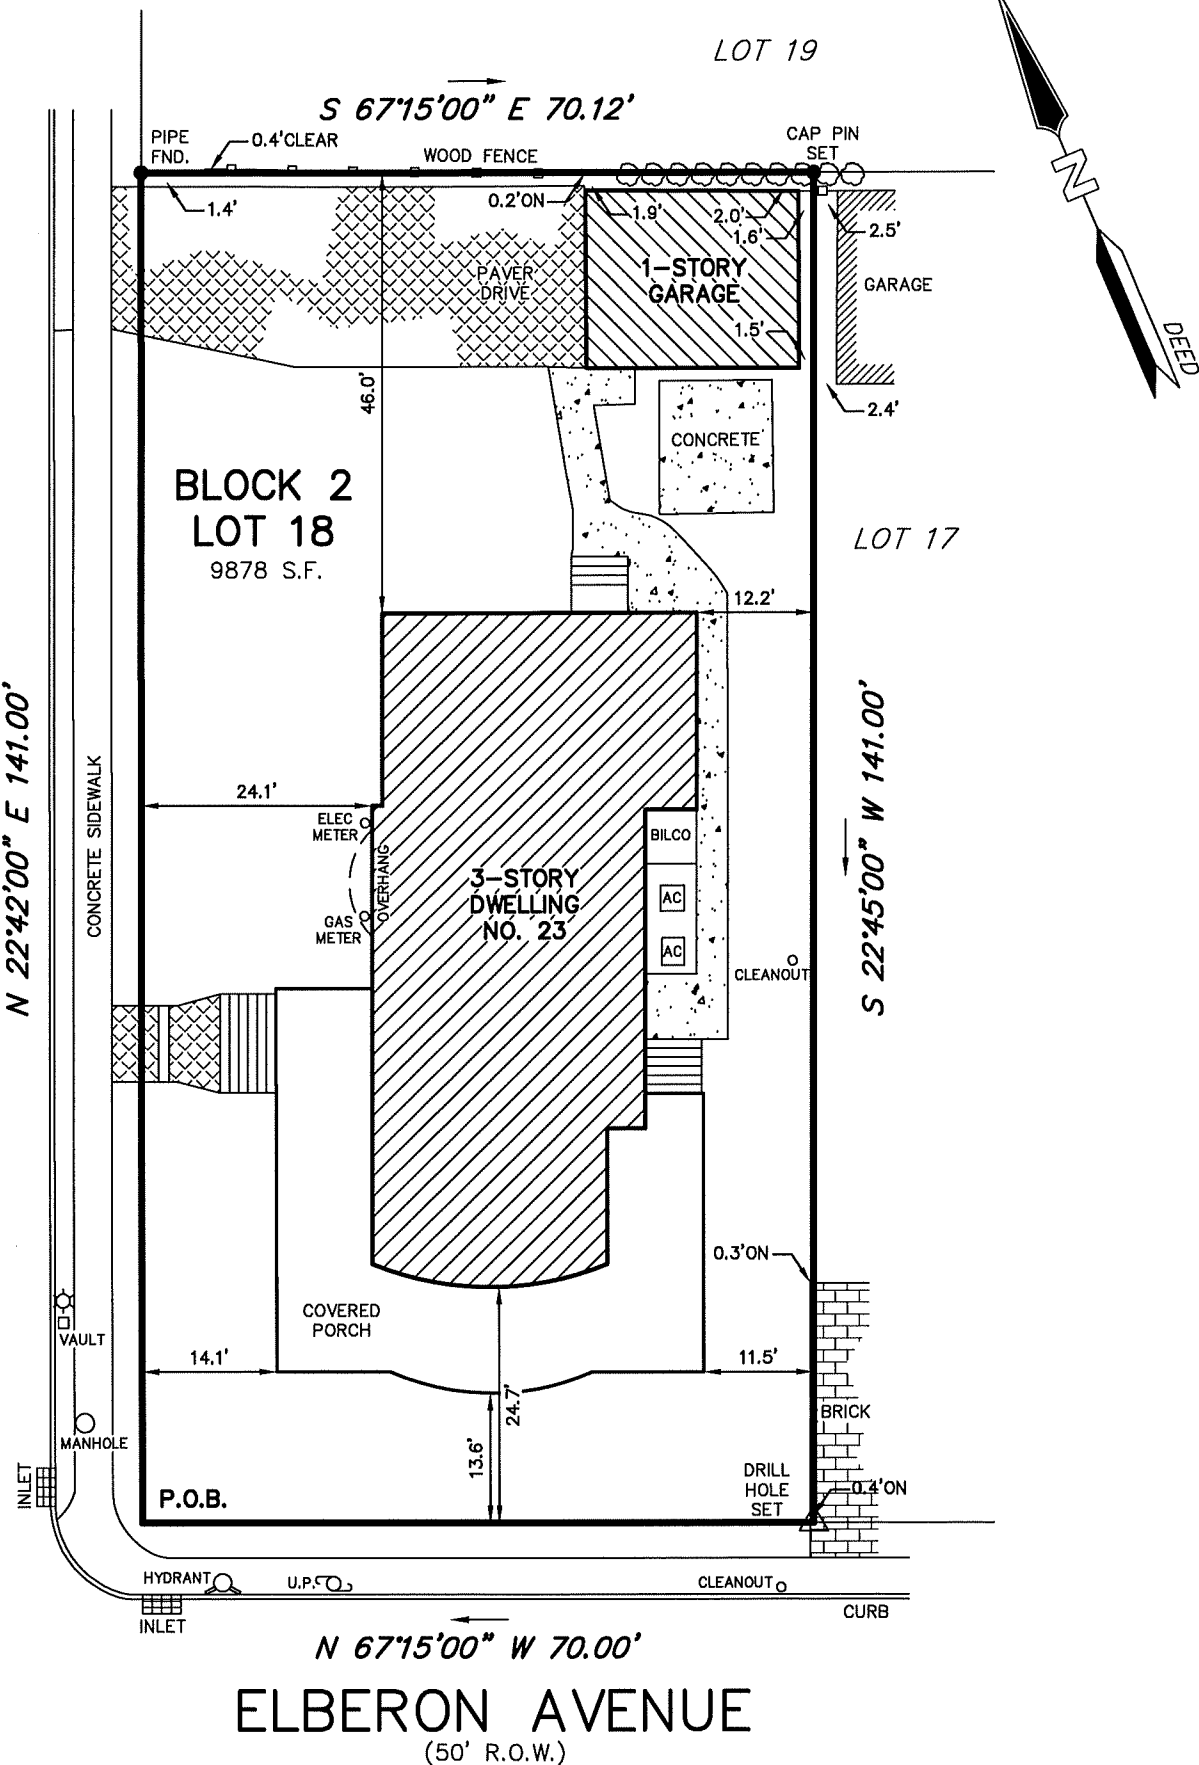 LOT 19
S 67°15'00" E 70.12'
PIPE
FND.
0.4'CLEAR
WOOD FENCE
CAP PIN
SET
N
DEED
1.4'
0.2'ON
1.9'
2.0'
1.6'
2.5'
PAVER
DRIVE
1-STORY
GARAGE
GARAGE
1.5'
2.4'
46.0'
CONCRETE
BLOCK 2
LOT 18
9878 S.F.
LOT 17
12.2'
N 22°42'00" E 141.00'
CONCRETE SIDEWALK
S 22°45'00" W 141.00'
24.1'
ELEC
METER
OVERHANG
GAS
METER
3-STORY
DWELLING
NO. 23
BILCO
AC
AC
CLEANOUT
0.3'ON
COVERED
PORCH
VAULT
14.1'
11.5'
24.7'
13.6'
BRICK
MANHOLE
INLET
P.O.B.
DRILL
HOLE
SET
0.4'ON
HYDRANT
U.P.
CLEANOUT
INLET
CURB
N 67°15'00" W 70.00'
ELBERON AVENUE
(50' R.O.W.)